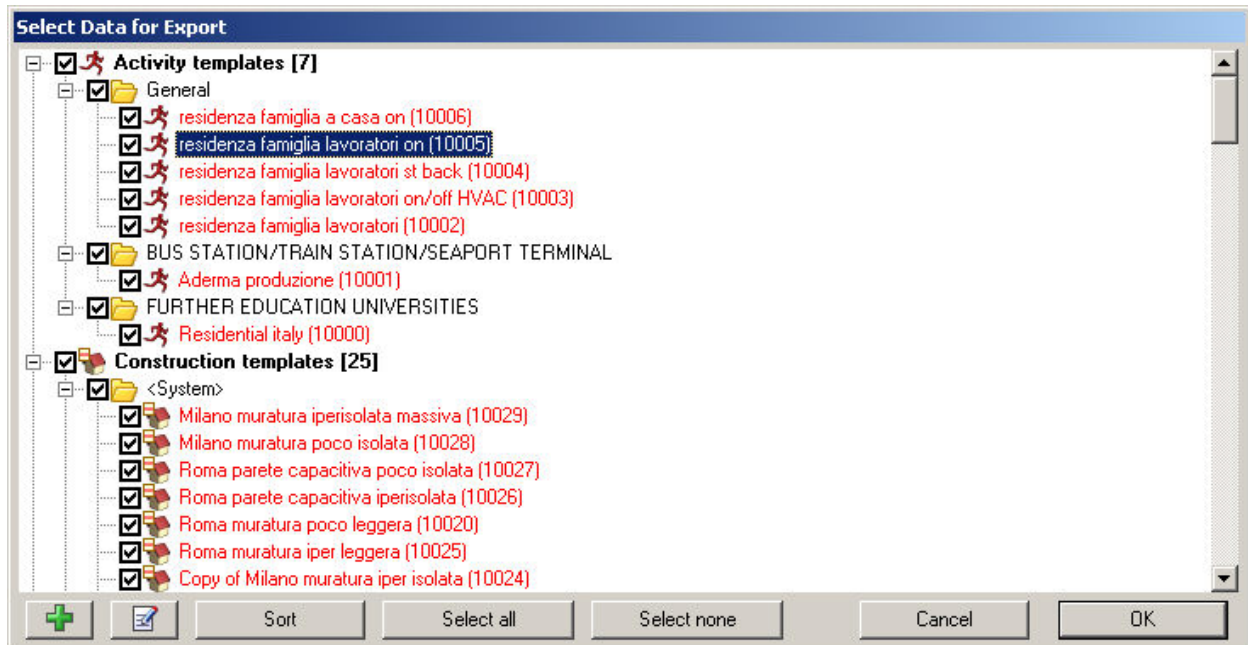 Select Data for Export
Activity templates [7]
General
residenza famiglia a casa on (10006)
residenza famiglia lavoratori on (10005)
residenza famiglia lavoratori st back (10004)
residenza famiglia lavoratori on/off HVAC (10003)
residenza famiglia lavoratori (10002)
BUS STATION/TRAIN STATION/SEAPORT TERMINAL
Aderma produzione (10001)
FURTHER EDUCATION UNIVERSITIES
Residential italy (10000)
Construction templates [25]
<System>
Milano muratura iperisolata massiva (10029)
Milano muratura poco isolata (10028)
Roma parete capacitiva poco isolata (10027)
Roma parete capacitiva iperisolata (10026)
Roma muratura poco leggera (10020)
Roma muratura iper leggera (10025)
Copy of Milano muratura iper isolata (10024)
Sort Select all Select none Cancel OK